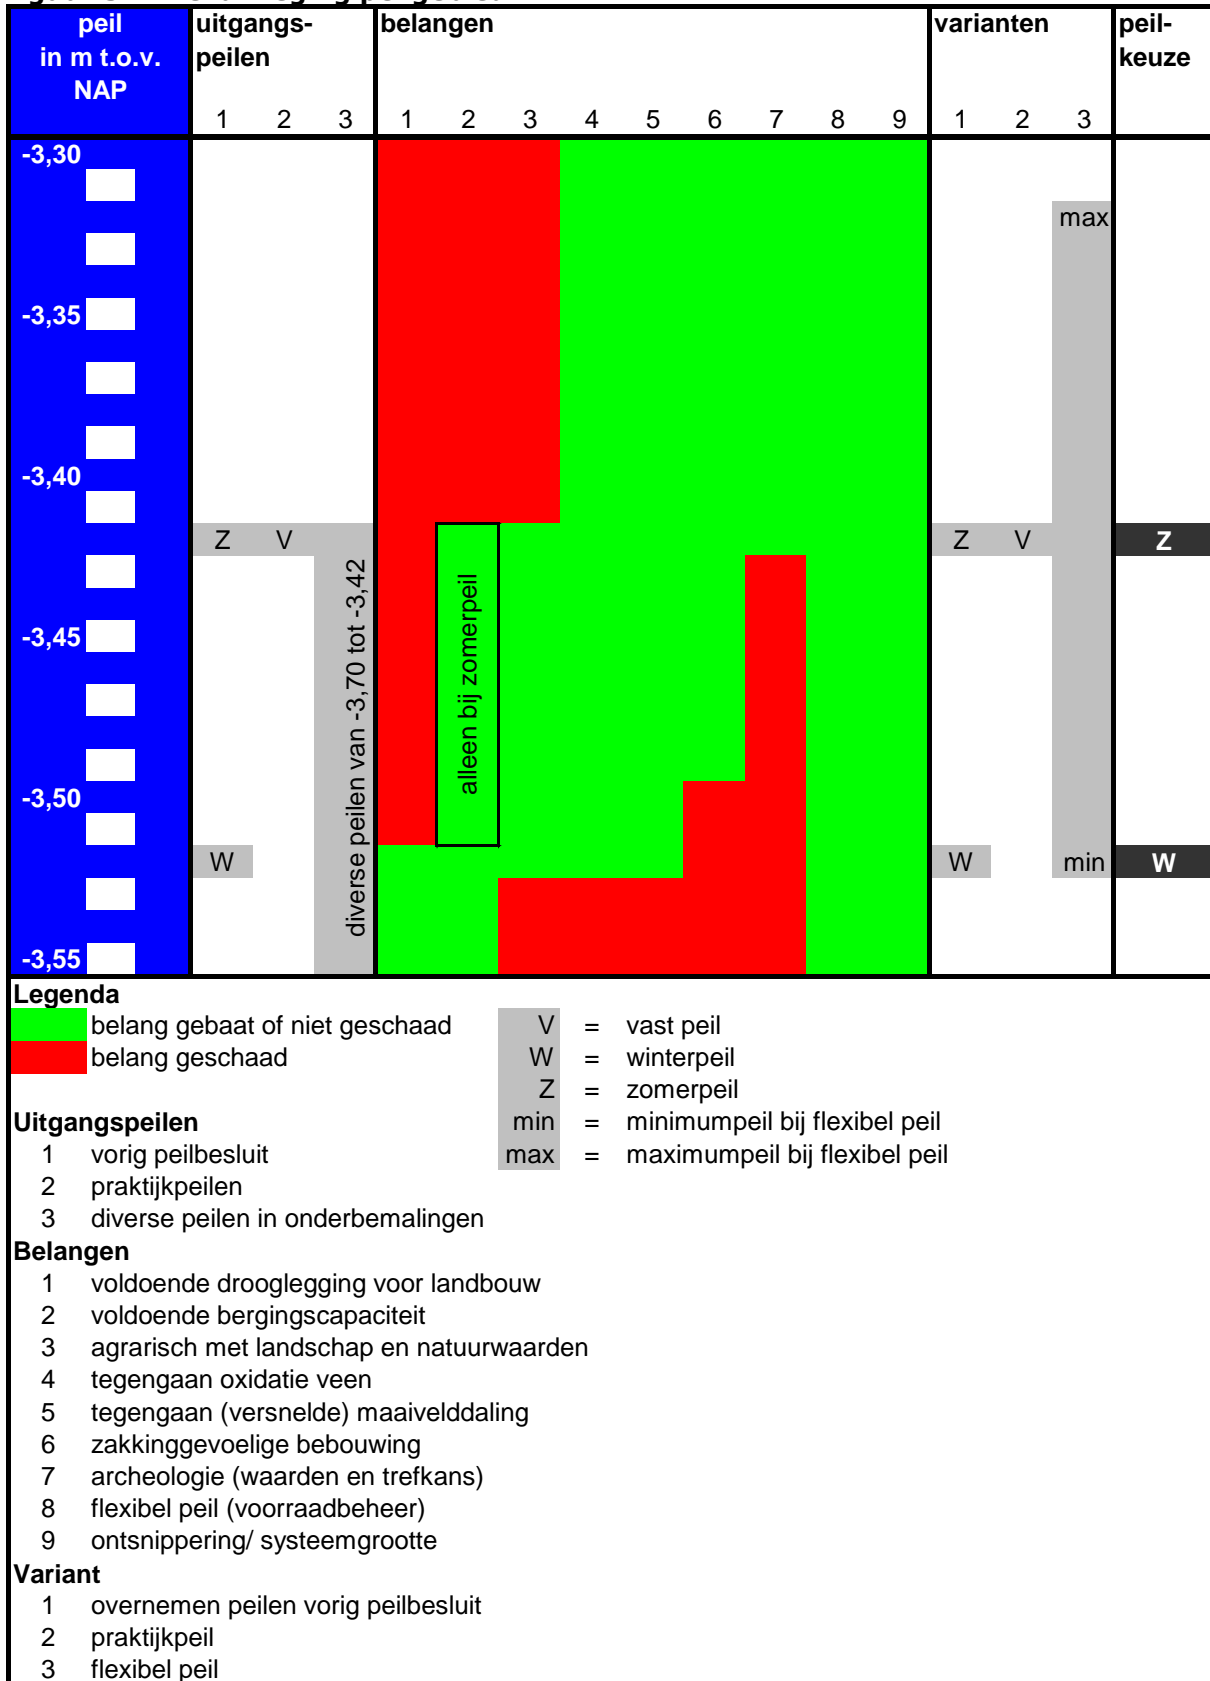 peil uitgangs- belangen varianten peil-
in m t.o.v. peilen keuze
NAP
1 2 3 1 2 3 4 5 6 7 8 9 1 2 3
-3,30
max
-3,35
-3,40
Z V Z V Z
diverse peilen van -3,70 tot -3,42
alleen bij zomerpeil
-3,45
-3,50
W W min W
-3,55
Legenda
belang gebaat of niet geschaad V = vast peil
belang geschaad W = winterpeil
Z = zomerpeil
Uitgangspeilen min = minimumpeil bij flexibel peil
1 vorig peilbesluit max = maximumpeil bij flexibel peil
2 praktijkpeilen
3 diverse peilen in onderbemalingen
Belangen
1 voldoende drooglegging voor landbouw
2 voldoende bergingscapaciteit
3 agrarisch met landschap en natuurwaarden
4 tegengaan oxidatie veen
5 tegengaan (versnelde) maaivelddaling
6 zakkinggevoelige bebouwing
7 archeologie (waarden en trefkans)
8 flexibel peil (voorraadbeheer)
9 ontsnippering/ systeemgrootte
Variant
1 overnemen peilen vorig peilbesluit
2 praktijkpeil
3 flexibel peil